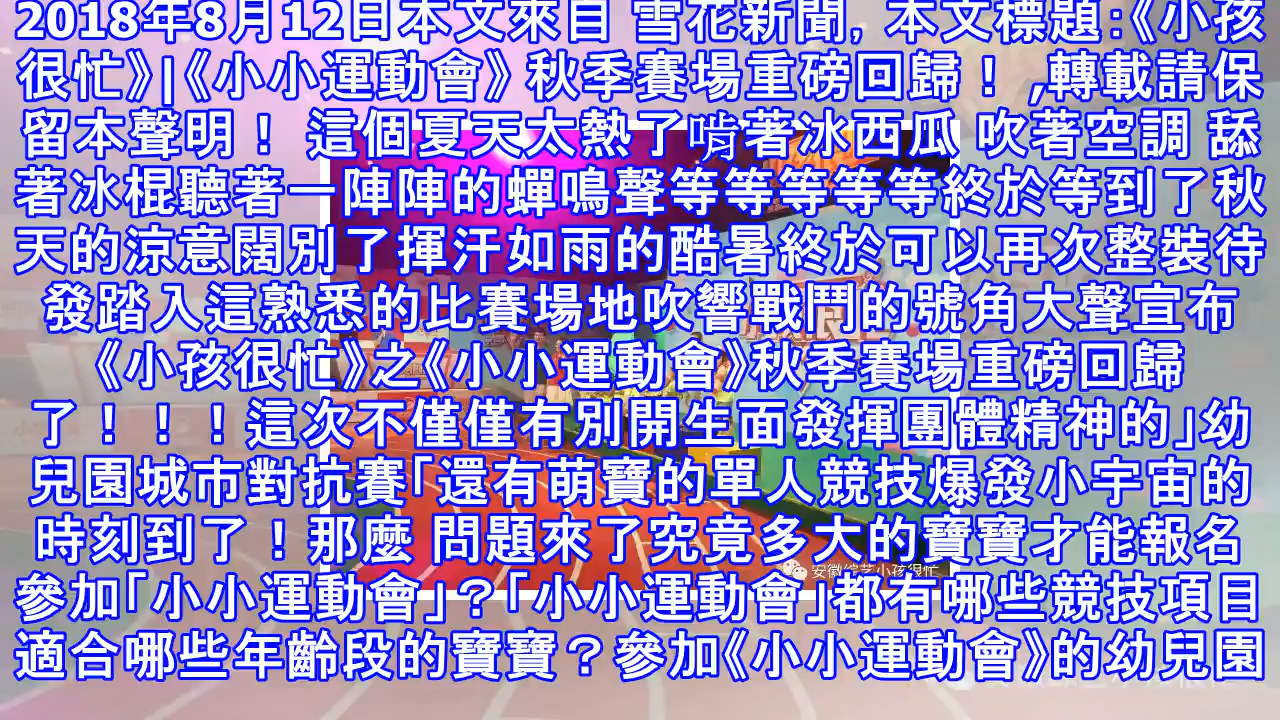 2018年8月12日本文來自 雪花新聞, 本文標題:《小孩
很忙》|《小小運動會》秋季賽場重磅回歸！ ,轉載請保
留本聲明！ 這個夏天太熱了啃著冰西瓜 吹著空調 舔
著冰棍聽著一陣陣的蟬鳴聲等等等等等終於等到了秋
天的涼意闊別了揮汗如雨的酷暑終於可以再次整裝待
發踏入這熟悉的比賽場地吹響戰鬥的號角大聲宣布
《小孩很忙》之《小小運動會》秋季賽場重磅回歸
了！！！這次不僅僅有別開生面發揮團體精神的」幼
兒園城市對抗賽「還有萌寶的單人競技爆發小宇宙的
時刻到了！那麼 問題來了究竟多大的寶寶才能報名
安徽综艺小孩很忙
參加「小小運動會」？「小小運動會」都有哪些競技項目
適合哪些年齡段的寶寶？參加《小小運動會》的幼兒園